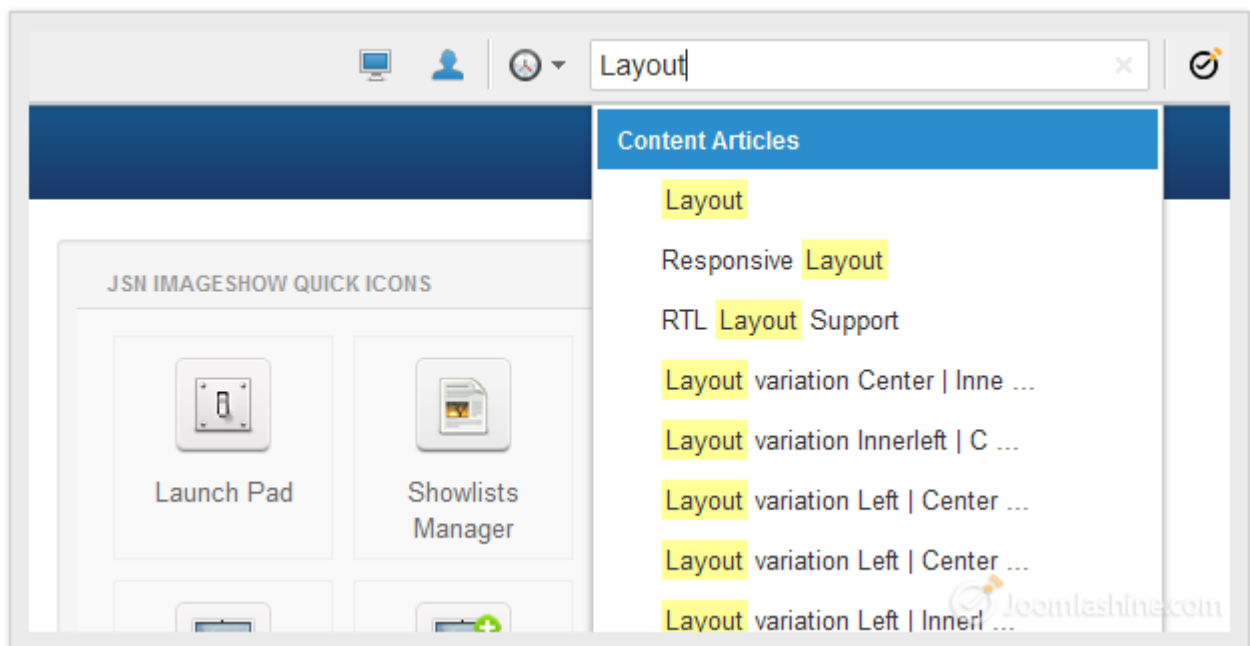 Layout
Content Articles
Layout
Responsive Layout
RTL Layout Support
Layout variation Center | Inne ...
Layout variation Innerleft | C ...
Layout variation Left | Center ...
Layout variation Left | Center ...
Layout variation Left | Innerl ...
JSN IMAGESHOW QUICK ICONS
Launch Pad
Showlists
Manager
Joomlashine.com